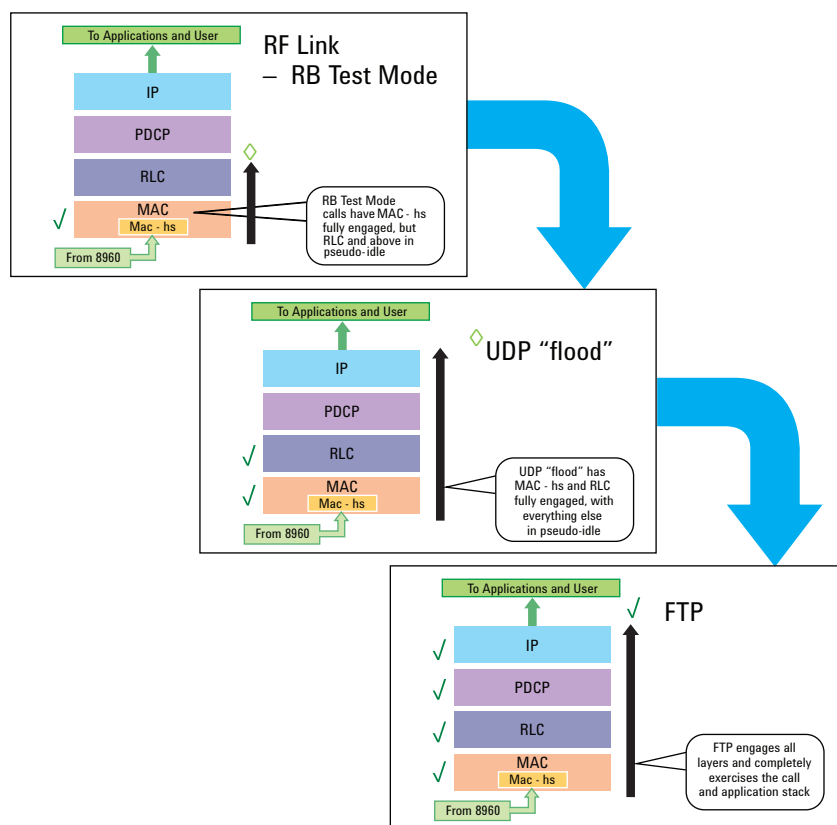 To Applications and User
RF Link
– RB Test Mode
IP
PDCP
RLC
MAC
Mac - hs
From 8960
RB Test Mode
calls have MAC - hs
fully engaged, but
RLC and above in
pseudo-idle
To Applications and User
UDP “flood”
IP
PDCP
RLC
MAC
Mac - hs
From 8960
UDP “flood” has
MAC - hs and RLC
fully engaged, with
everything else
in pseudo-idle
To Applications and User
FTP
IP
PDCP
RLC
MAC
Mac - hs
From 8960
FTP engages all
layers and completely
exercises the call
and application stack